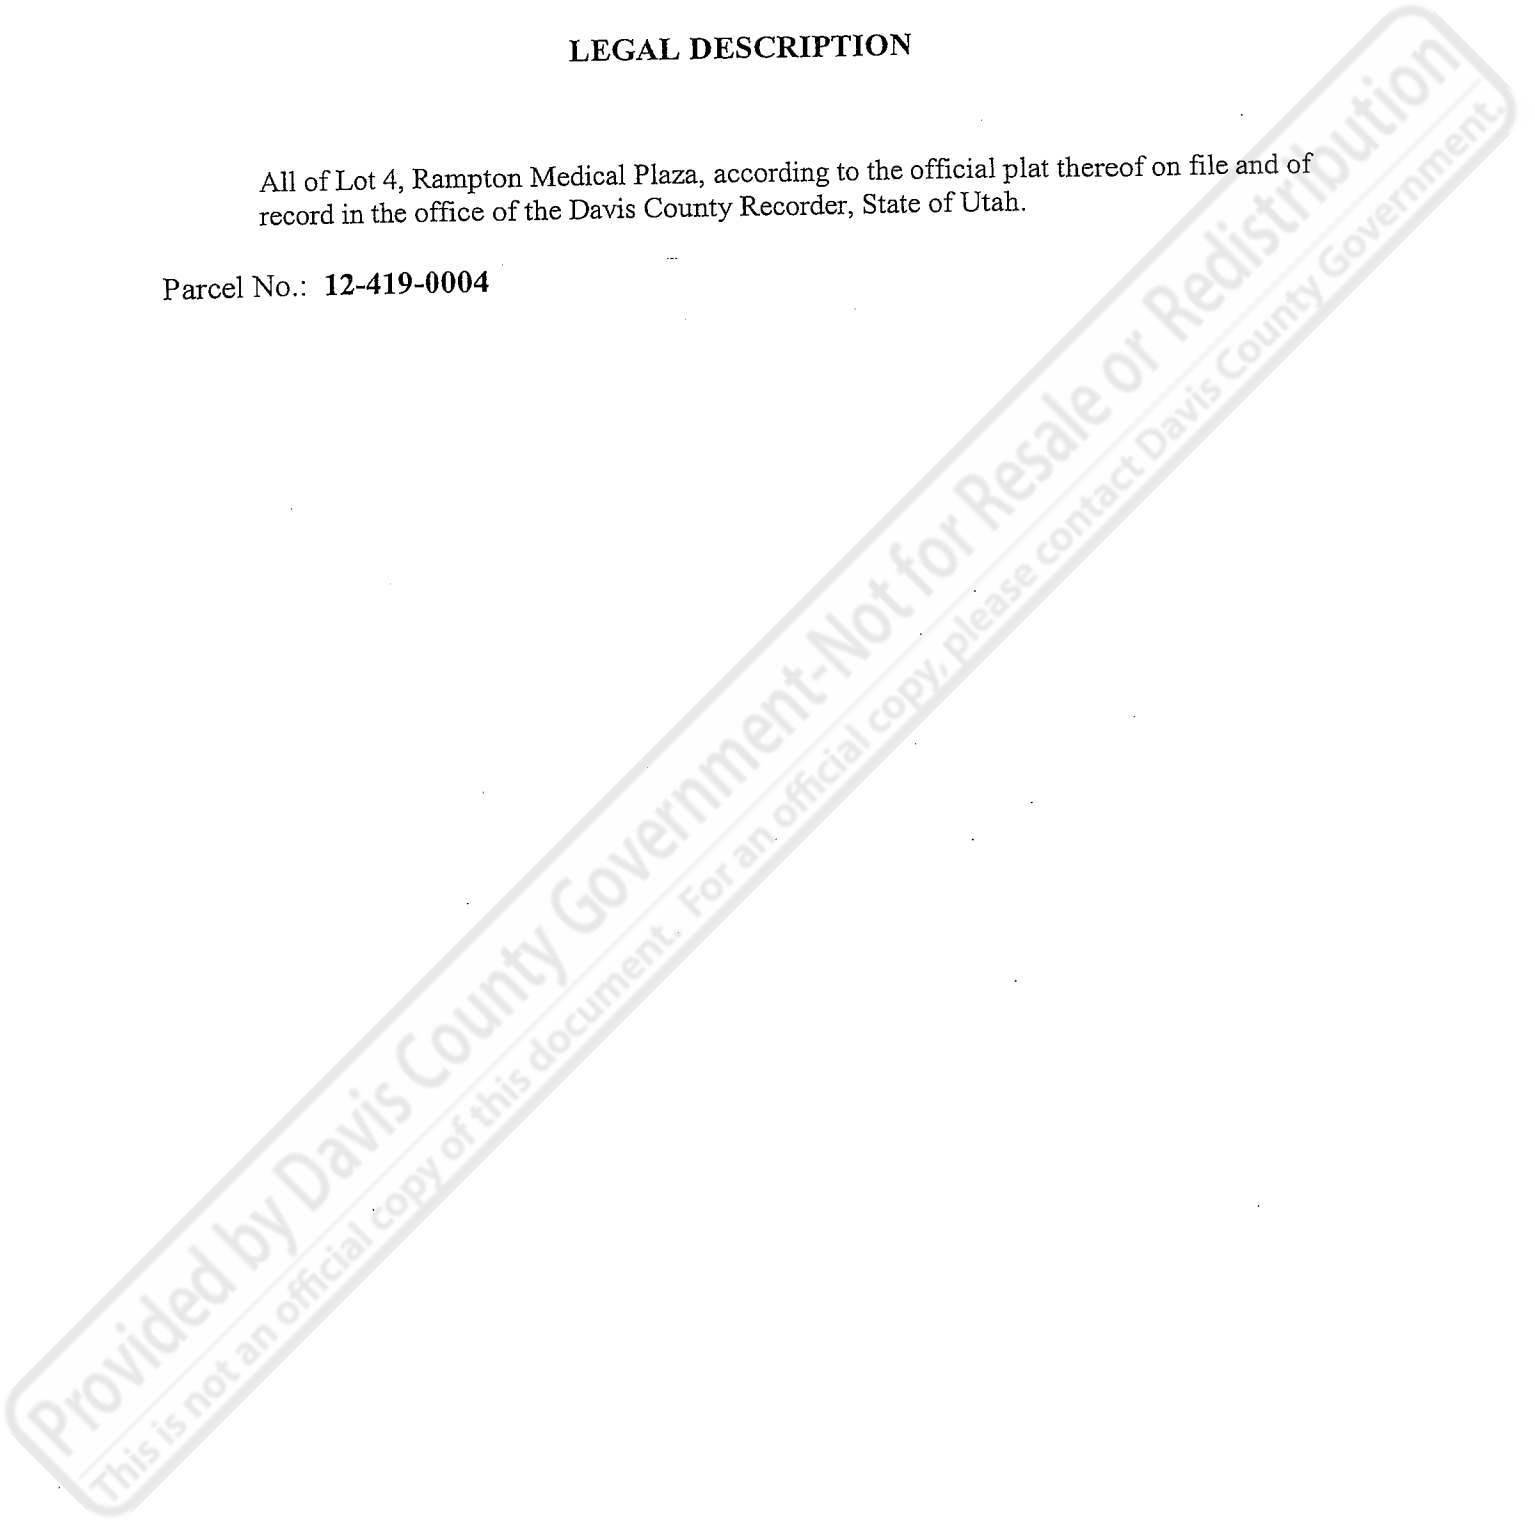 LEGAL DESCRIPTION
All of Lot 4, Rampton Medical Plaza, according to the official plat thereof on file and of
record in the office of the Davis County Recorder, State of Utah.
Parcel No.: 12-419-0004
Provided by Davis County Government-Not for Resale or Redistribution
This is not an official copy of this document. For an official copy, please contact Davis County Government.